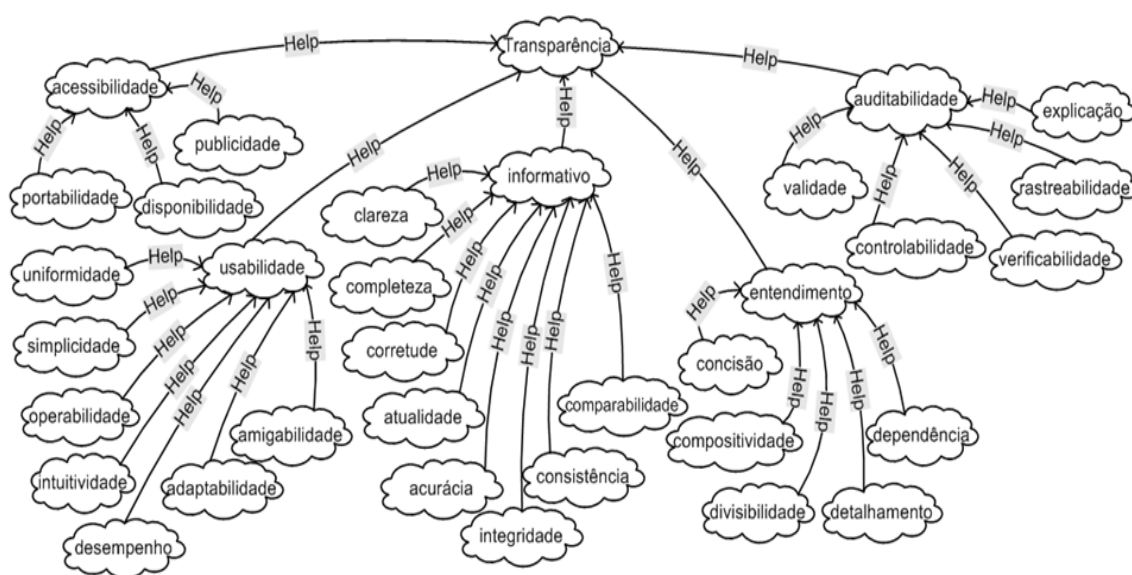 Transparência
Help
Help
Help
Help
Help
acessibilidade
Help
Help
Help
publicidade
portabilidade
disponibilidade
auditabilidade
Help
explicação
Help
Help
rastreabilidade
validade
Help
Help
controlabilidade
verificabilidade
informativo
Help
clareza
Help
completeza
Help
corretude
Help
atualidade
Help
acurácia
Help
integridade
Help
consistência
Help
comparabilidade
usabilidade
Help
uniformidade
Help
simplicidade
Help
operabilidade
Help
intuitividade
Help
desempenho
Help
adaptabilidade
Help
amigabilidade
entendimento
Help
concisão
Help
compositividade
Help
divisibilidade
Help
detalhamento
Help
dependência